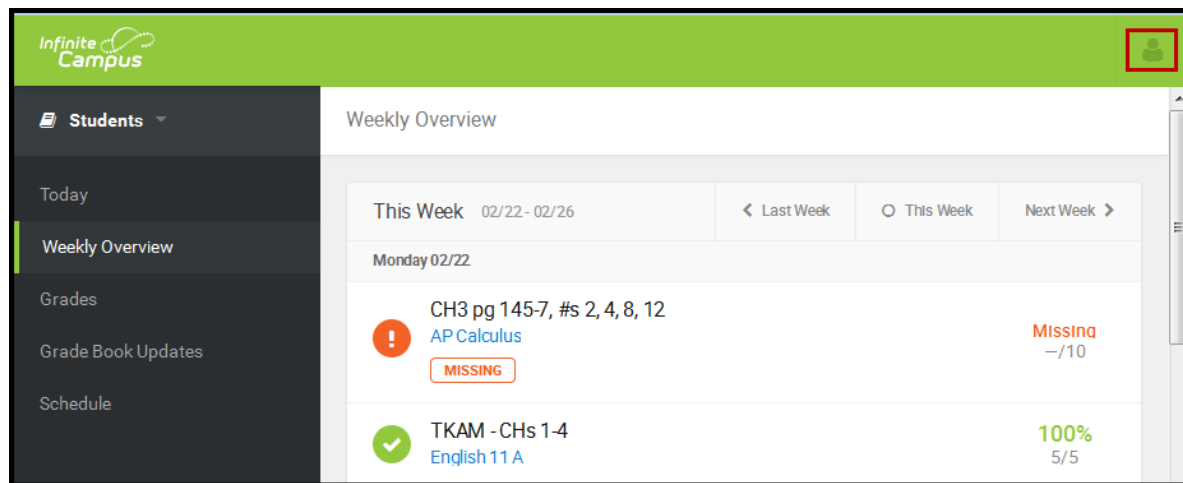 Infinite
Campus
Students
Weekly Overview
Today
Weekly Overview
Grades
Grade Book Updates
Schedule
This Week 02/22 - 02/26
Last Week
This Week
Next Week
Monday 02/22
CH3 pg 145-7, #s 2, 4, 8, 12
AP Calculus
MISSING
Missing
–/10
TKAM - CHs 1-4
English 11 A
100%
5/5